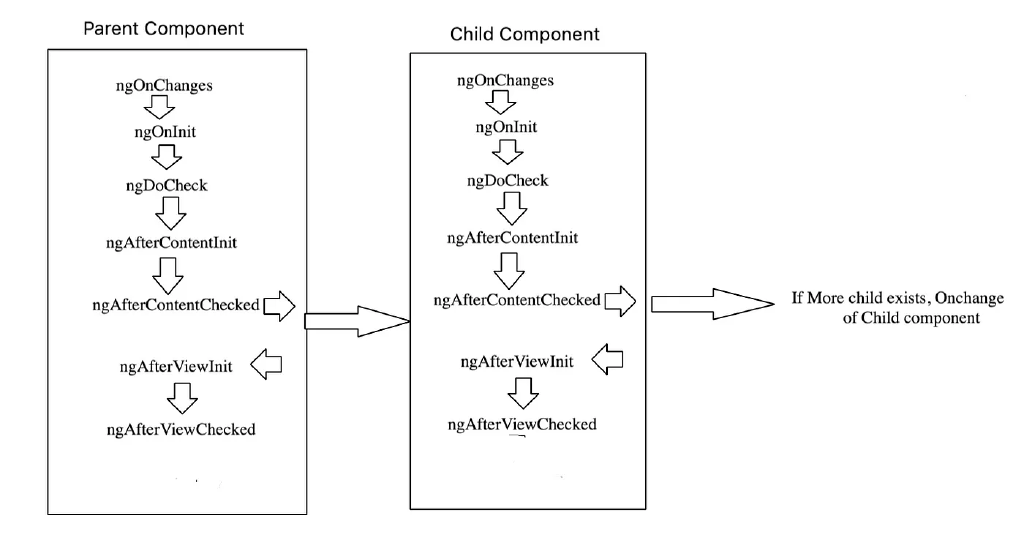 Parent Component
ngOnChanges
ngOnInit
ngDoCheck
ngAfterContentInit
ngAfterContentChecked
ngAfterViewInit
ngAfterViewChecked
Child Component
ngOnChanges
ngOnInit
ngDoCheck
ngAfterContentInit
ngAfterContentChecked
ngAfterViewInit
ngAfterViewChecked
If More child exists, Onchange
of Child component